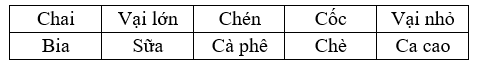 Chai Vại lớn Chén Cốc Vại nhỏ
Bia Sữa Cà phê Chè Ca cao